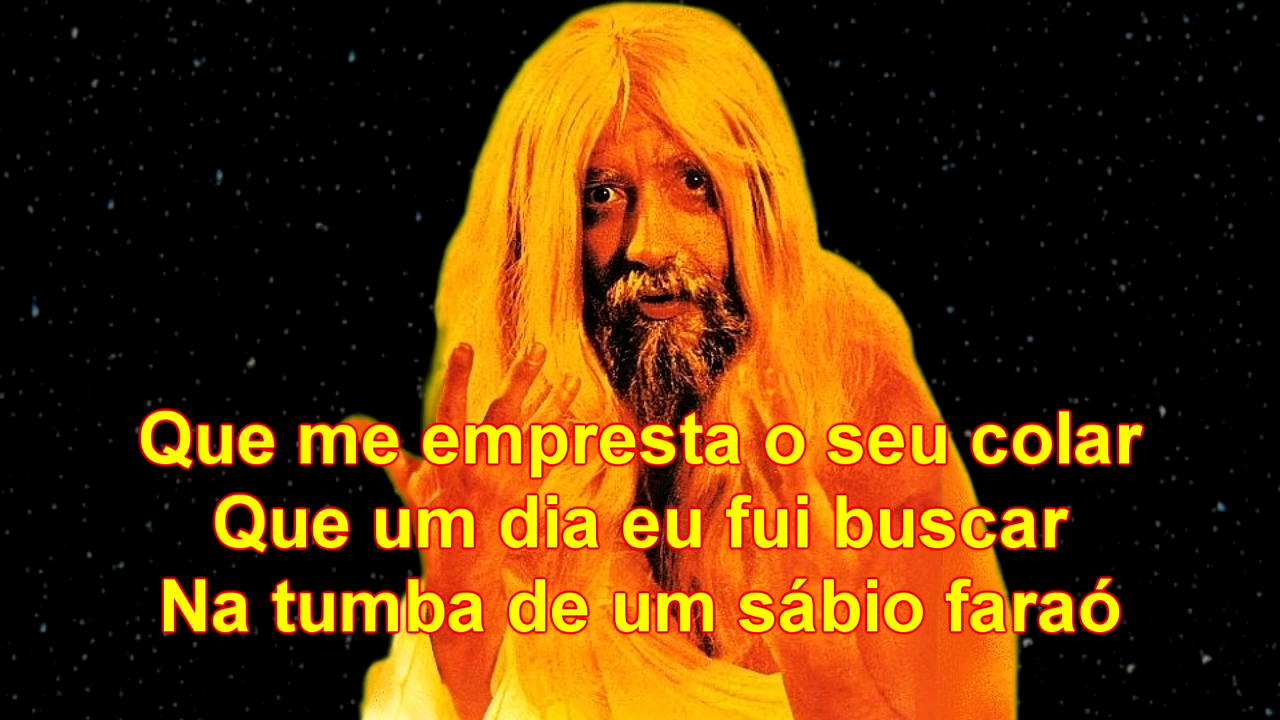 Que me empresta o seu colar
Que um dia eu fui buscar
Na tumba de um sábio faraó